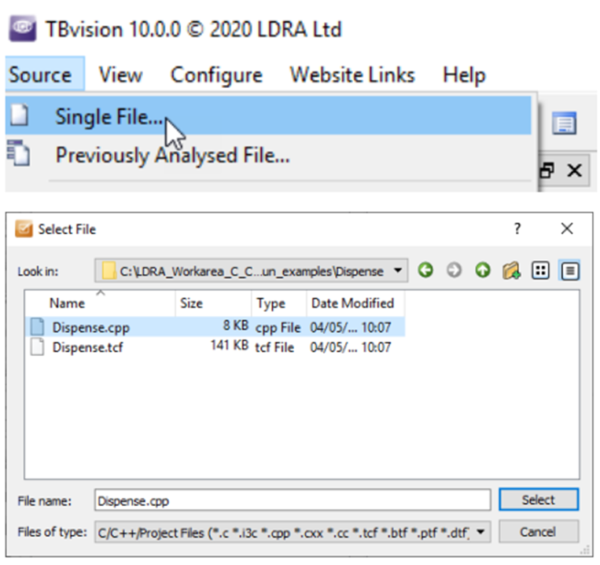 TBvision 10.0.0 © 2020 LDRA Ltd
Source View Configure Website Links Help
Single File...
Previously Analysed File...
Select File ?
Look in: C:\LDRA_Workarea_C_C...un_examples\Dispense
Name Size Type Date Modified
Dispense.cpp 8 KB cpp File 04/05/... 10:07
Dispense.tcf 141 KB tcf File 04/05/... 10:07
File name: Dispense.cpp Select
Files of type: C/C++/Project Files (*.c *.i3c *.cpp *.cxx *.cc *.tcf *.btf *.ptf *.dtf, Cancel